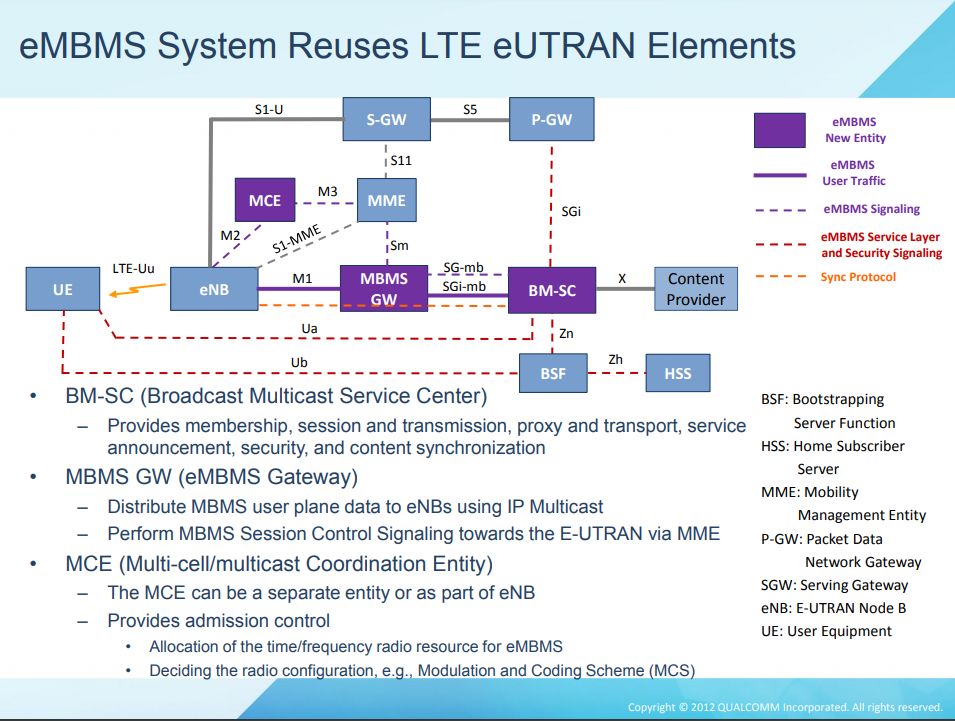 eMBMS System Reuses LTE eUTRAN Elements
S1-U
S-GW
S5
P-GW
S11
MCE
M3
MME
M2
S1-MME
Sm
SGi
LTE-Uu
UE
eNB
M1
MBMS
GW
SG-mb
SGi-mb
BM-SC
X
Content
Provider
Ua
Zn
Ub
BSF
Zh
HSS
eMBMS
New Entity
eMBMS
User Traffic
eMBMS Signaling
eMBMS Service Layer
and Security Signaling
Sync Protocol
• BM-SC (Broadcast Multicast Service Center)
– Provides membership, session and transmission, proxy and transport, service
announcement, security, and content synchronization
• MBMS GW (eMBMS Gateway)
– Distribute MBMS user plane data to eNBs using IP Multicast
– Perform MBMS Session Control Signaling towards the E-UTRAN via MME
• MCE (Multi-cell/multicast Coordination Entity)
– The MCE can be a separate entity or as part of eNB
– Provides admission control
• Allocation of the time/frequency radio resource for eMBMS
• Deciding the radio configuration, e.g., Modulation and Coding Scheme (MCS)
BSF: Bootstrapping
Server Function
HSS: Home Subscriber
Server
MME: Mobility
Management Entity
P-GW: Packet Data
Network Gateway
SGW: Serving Gateway
eNB: E-UTRAN Node B
UE: User Equipment
Copyright © 2012 QUALCOMM Incorporated. All rights reserved.